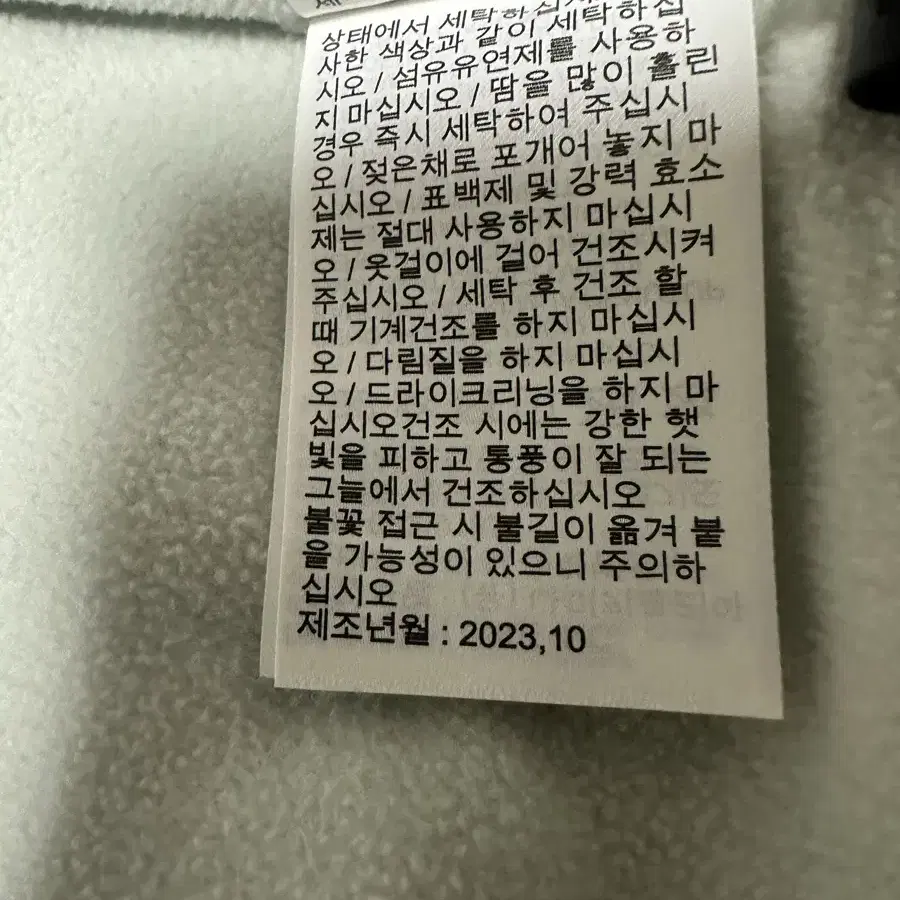 상태에서 세탁하십시
사한 색상과 같이 세탁하십
시오 / 섬유유연제를 사용하
지 마십시오 / 땀을 많이 흘린
경우 즉시 세탁하여 주십시
오 / 젖은채로 포개어 놓지 마
십시오 / 표백제 및 강력 효소
제는 절대 사용하지 마십시
오 / 옷걸이에 걸어 건조시켜
주십시오 / 세탁 후 건조 할
때 기계건조를 하지 마십시
오 / 다림질을 하지 마십시
오 / 드라이크리닝을 하지 마
십시오건조 시에는 강한 햇
빛을 피하고 통풍이 잘 되는
그늘에서 건조하십시오
불꽃 접근 시 불길이 옮겨 붙
을 가능성이 있으니 주의하
십시오
제조년월 : 2023,10